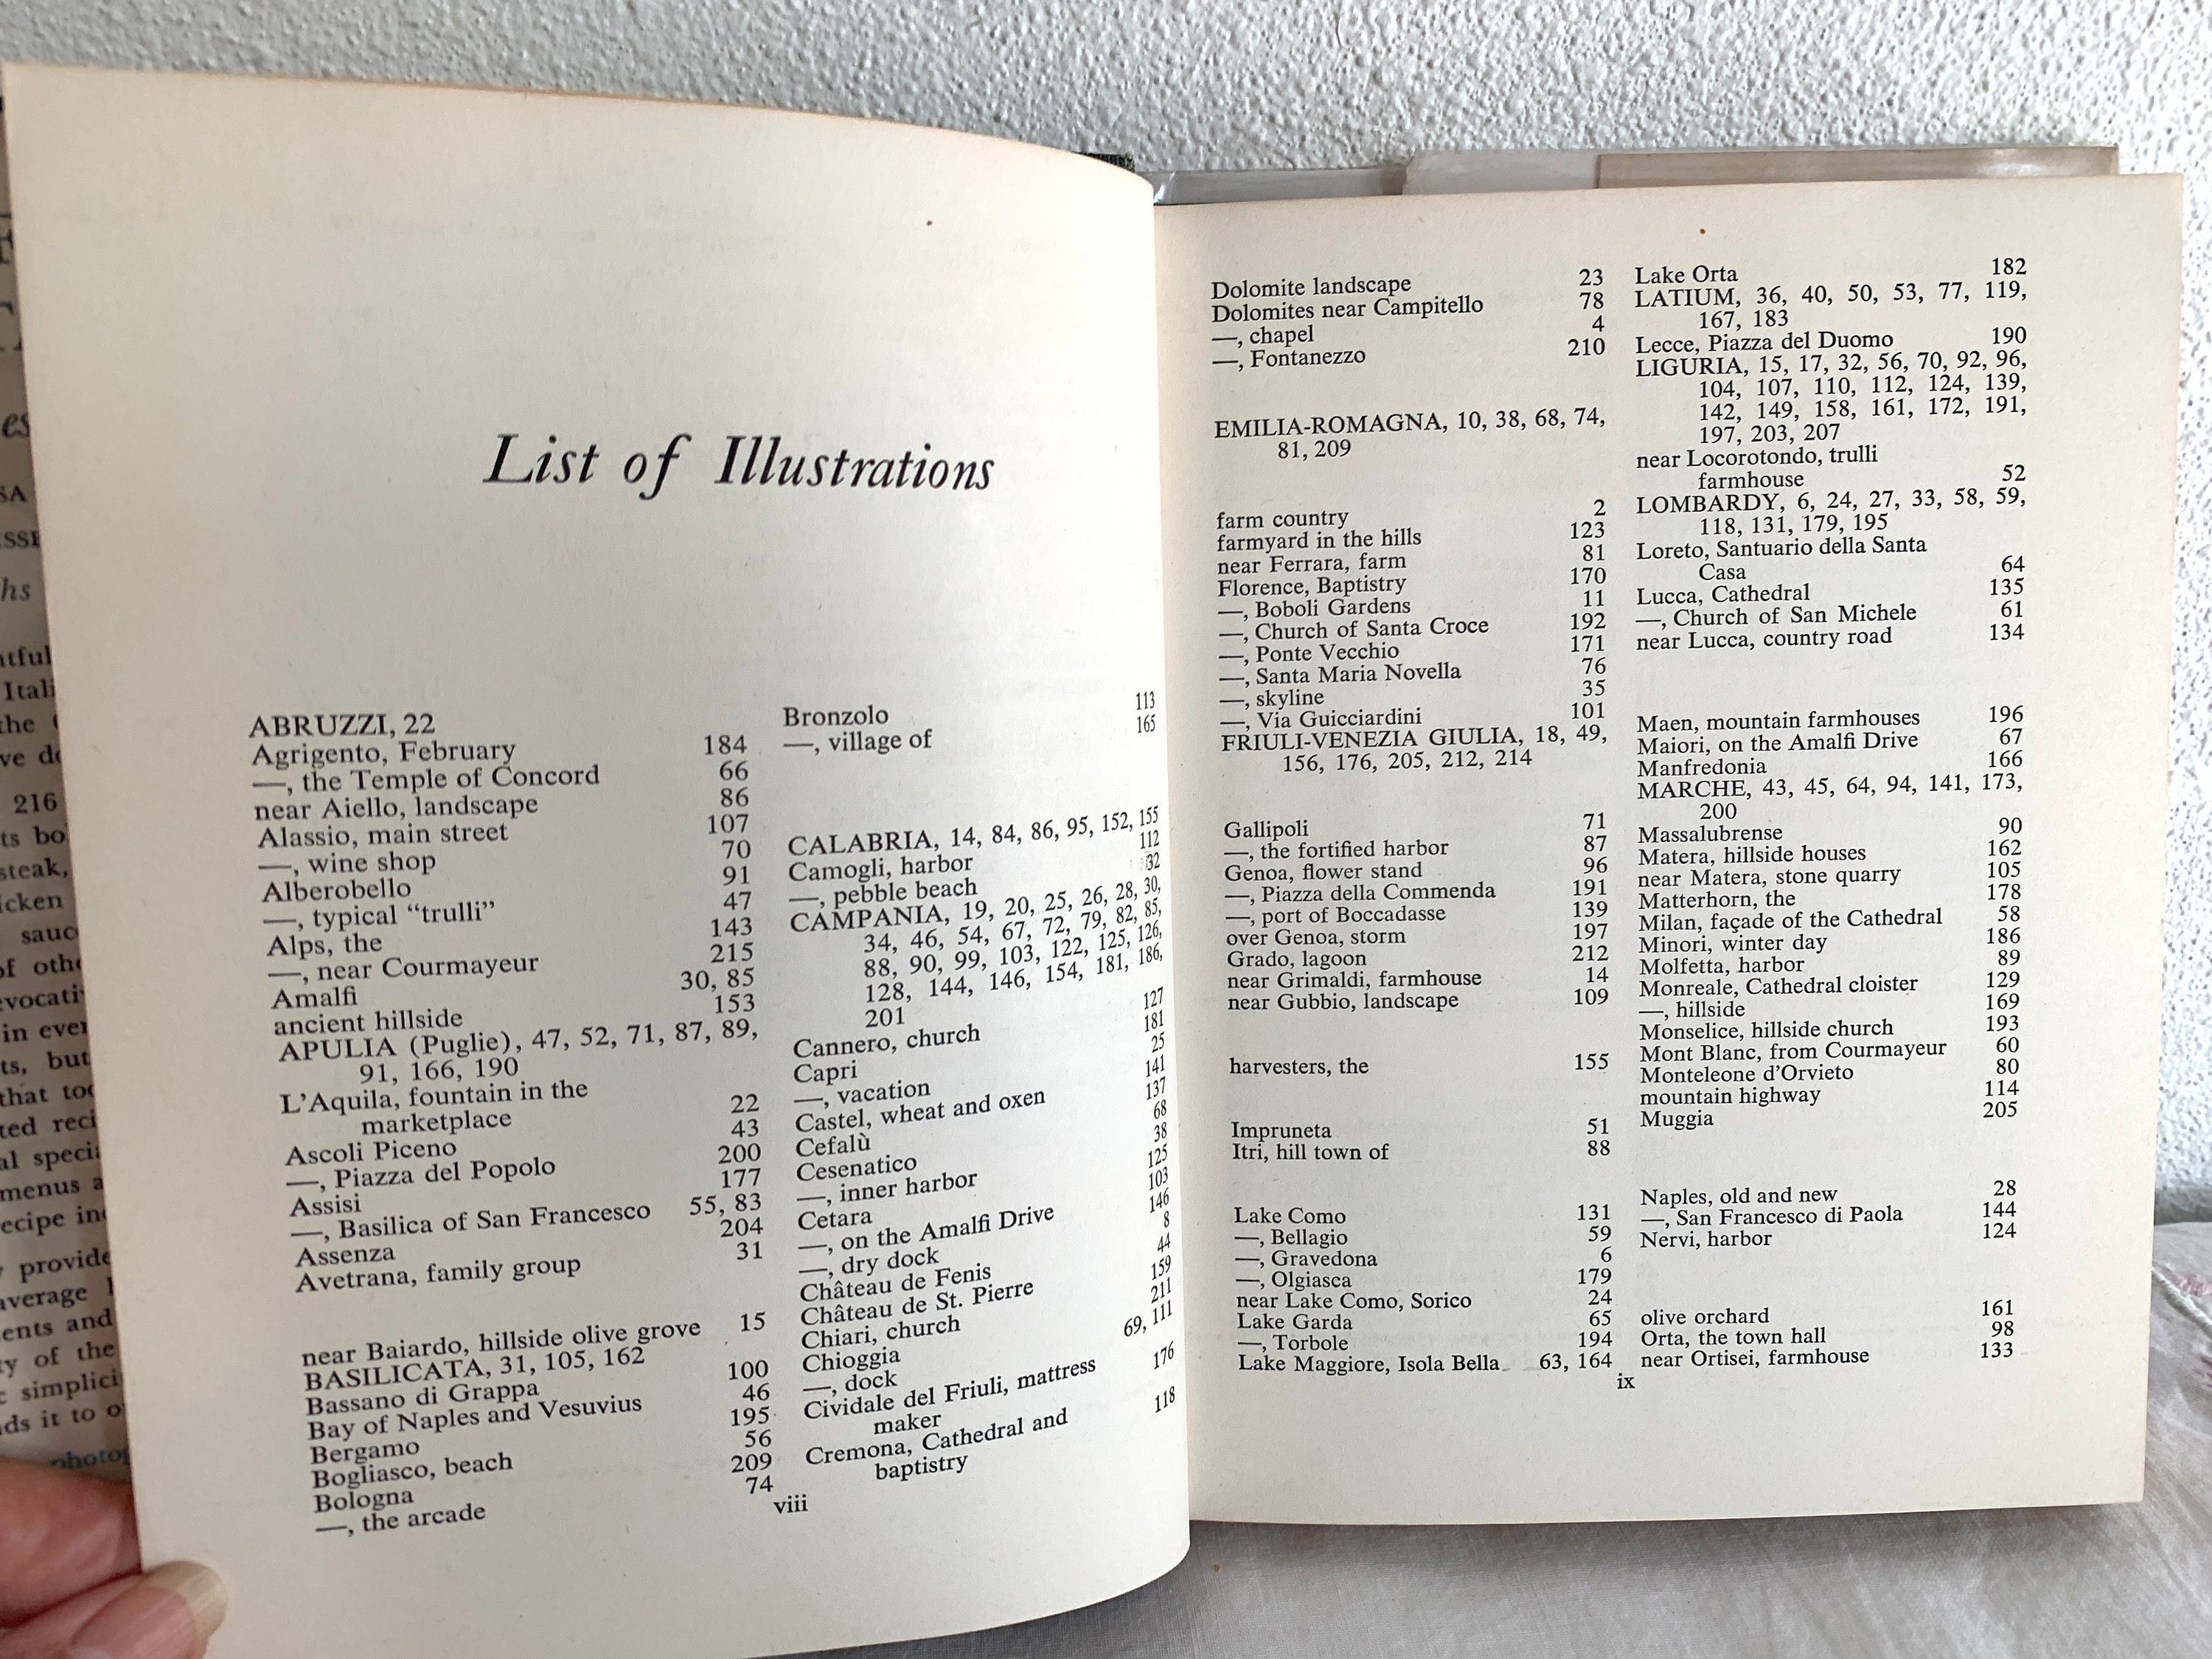 216
the
steak,
in
but
that
menus
provide
of the
it to
List of Illustrations
ABRUZZI, 22
Agrigento, February 184
—, the Temple of Concord 66
near Aiello, landscape 86
Alassio, main street 107
—, wine shop 70
Alberobello 91
—, typical “trulli” 47
Alps, the 143
—, near Courmayeur 215
Amalfi 30, 85
ancient hillside 153
APULIA (Puglie), 47, 52, 71, 87, 89,
91, 166, 190
L’Aquila, fountain in the
marketplace 22
Ascoli Piceno 43
—, Piazza del Popolo 200
Assisi 177
—, Basilica of San Francesco 55, 83
Assenza 204
Avetrana, family group 31
near Baiardo, hillside olive grove 15
BASILICATA, 31, 105, 162
Bassano di Grappa 100
Bay of Naples and Vesuvius 46
Bergamo 195
Bogliasco, beach 56
Bologna 209
—, the arcade 74
Bronzolo 113
—, village of 165
CALABRIA, 14, 84, 86, 95, 152, 155
Camogli, harbor 112
—, pebble beach 32
CAMPANIA, 19, 20, 25, 26, 28, 30,
34, 46, 54, 67, 72, 79, 82, 85,
88, 90, 99, 103, 122, 125, 126,
128, 144, 146, 154, 181, 186,
201
Cannero, church 127
Capri 181
—, vacation 25
Castel, wheat and oxen 141
Cefalù 137
Cesenatico 68
—, inner harbor 38
Cetara 125
—, on the Amalfi Drive 103
—, dry dock 146
Château de Fenis 8
Château de St. Pierre 44
Chiari, church 159
Chioggia 211
—, dock 69, 111
Cividale del Friuli, mattress
maker 176
Cremona, Cathedral and
baptistry 118
viii
Dolomite landscape 23
Dolomites near Campitello 78
—, chapel 4
—, Fontanezzo 210
EMILIA-ROMAGNA, 10, 38, 68, 74,
81, 209
farm country 2
farmyard in the hills 123
near Ferrara, farm 81
Florence, Baptistry 170
—, Boboli Gardens 11
—, Church of Santa Croce 192
—, Ponte Vecchio 171
—, Santa Maria Novella 76
—, skyline 35
—, Via Guicciardini 101
FRIULI-VENEZIA GIULIA, 18, 49,
156, 176, 205, 212, 214
Gallipoli 71
—, the fortified harbor 87
Genoa, flower stand 96
—, Piazza della Commenda 191
—, port of Boccadasse 139
over Genoa, storm 197
Grado, lagoon 212
near Grimaldi, farmhouse 14
near Gubbio, landscape 109
harvesters, the 155
Impruneta 51
Itri, hill town of 88
Lake Como 131
—, Bellagio 59
—, Gravedona 6
—, Olgiasca 179
near Lake Como, Sorico 24
Lake Garda 65
—, Torbole 194
Lake Maggiore, Isola Bella 63, 164
Lake Orta 182
LATIUM, 36, 40, 50, 53, 77, 119,
167, 183
Lecce, Piazza del Duomo 190
LIGURIA, 15, 17, 32, 56, 70, 92, 96,
104, 107, 110, 112, 124, 139,
142, 149, 158, 161, 172, 191,
197, 203, 207
near Locorotondo, trulli
farmhouse 52
LOMBARDY, 6, 24, 27, 33, 58, 59,
118, 131, 179, 195
Loreto, Santuario della Santa
Casa 64
Lucca, Cathedral 135
—, Church of San Michele 61
near Lucca, country road 134
Maen, mountain farmhouses 196
Maiori, on the Amalfi Drive 67
Manfredonia 166
MARCHE, 43, 45, 64, 94, 141, 173,
200
Massalubrense 90
Matera, hillside houses 162
near Matera, stone quarry 105
Matterhorn, the 178
Milan, façade of the Cathedral 58
Minori, winter day 186
Molfetta, harbor 89
Monreale, Cathedral cloister 129
—, hillside 169
Monselice, hillside church 193
Mont Blanc, from Courmayeur 60
Monteleone d’Orvieto 80
mountain highway 114
Muggia 205
Naples, old and new 28
—, San Francesco di Paola 144
Nervi, harbor 124
olive orchard 161
Orta, the town hall 98
near Ortisei, farmhouse 133
ix